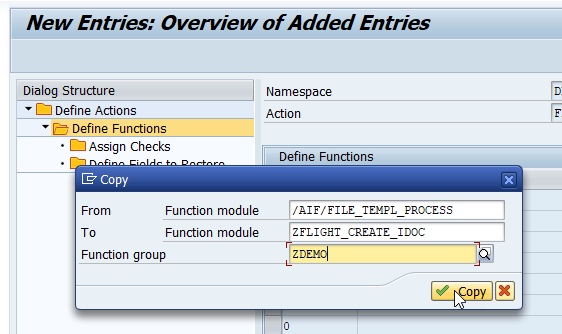 New Entries: Overview of Added Entries
Dialog Structure
Define Actions
Define Functions
Assign Checks
Define Fields to Restore
Namespace
Action
Define Functions
Copy
From Function module /AIF/FILE_TEMPL_PROCESS
To Function module ZFLIGHT_CREATE_IDOC
Function group ZDEMO
Copy
0